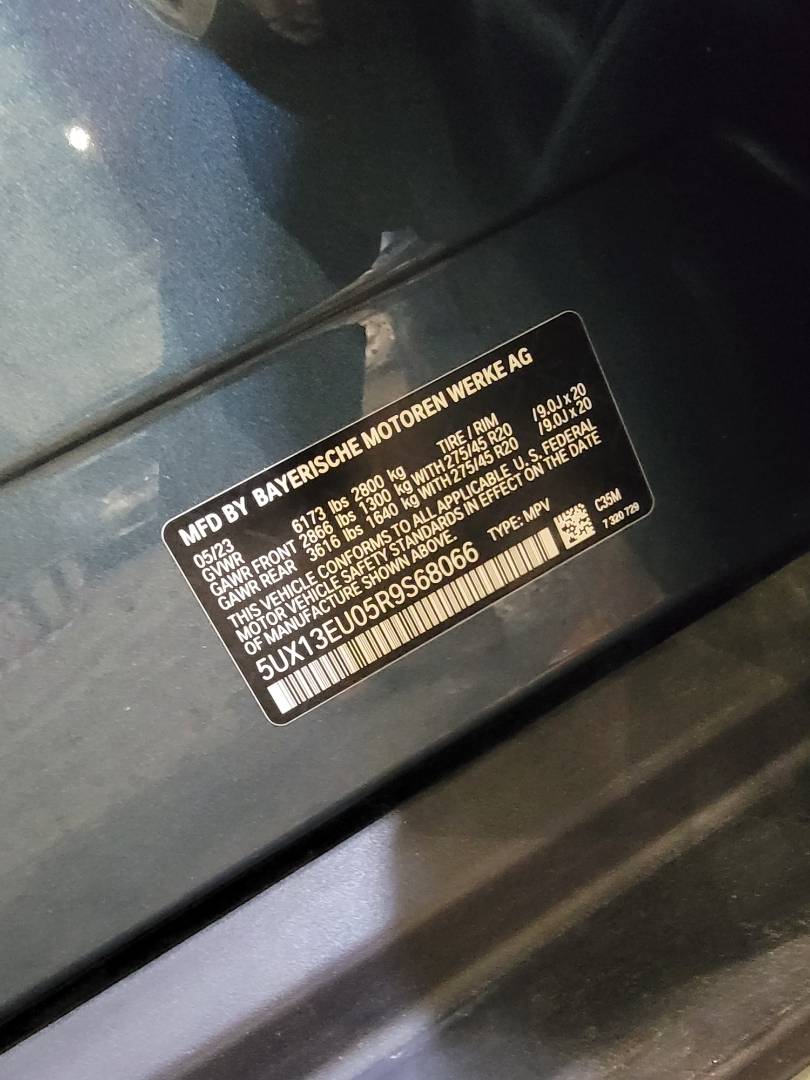 MFD BY BAYERISCHE MOTOREN WERKE AG
05/23 TIRE / RIM
GVWR 6173 lbs 2800 kg
GAWR FRONT 2866 lbs 1300 kg WITH 275/45 R20 /9.0J x 20
GAWR REAR 3616 lbs 1640 kg WITH 275/45 R20 /9.0J x 20
THIS VEHICLE CONFORMS TO ALL APPLICABLE U.S. FEDERAL
MOTOR VEHICLE SAFETY STANDARDS IN EFFECT ON THE DATE
OF MANUFACTURE SHOWN ABOVE.
5UX13EU05R9S68066 TYPE: MPV
C35M
7 320 729